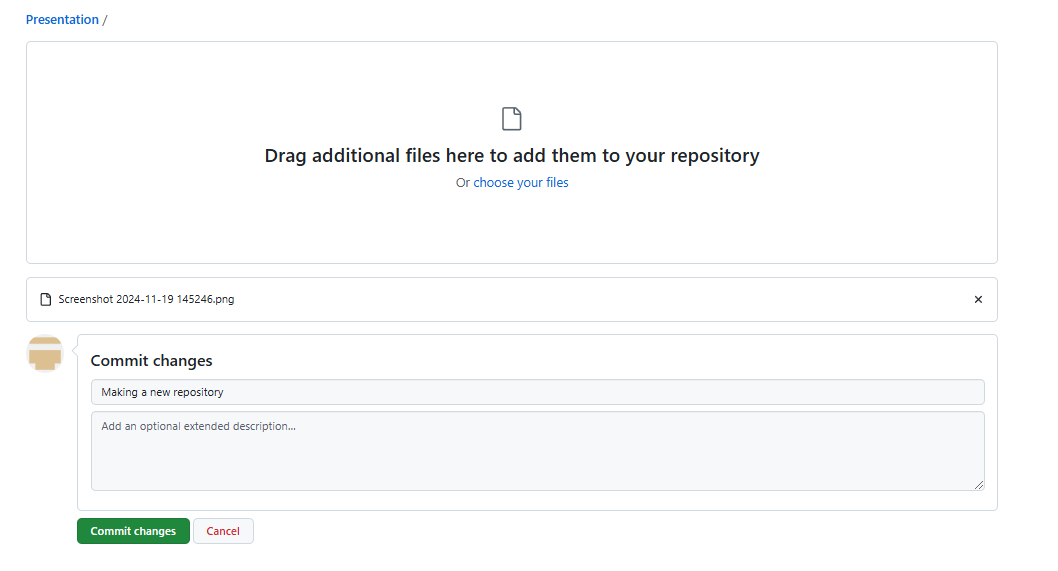 Presentation /
Drag additional files here to add them to your repository
Or choose your files
Screenshot 2024-11-19 145246.png
Commit changes
Making a new repository
Add an optional extended description...
Commit changes
Cancel